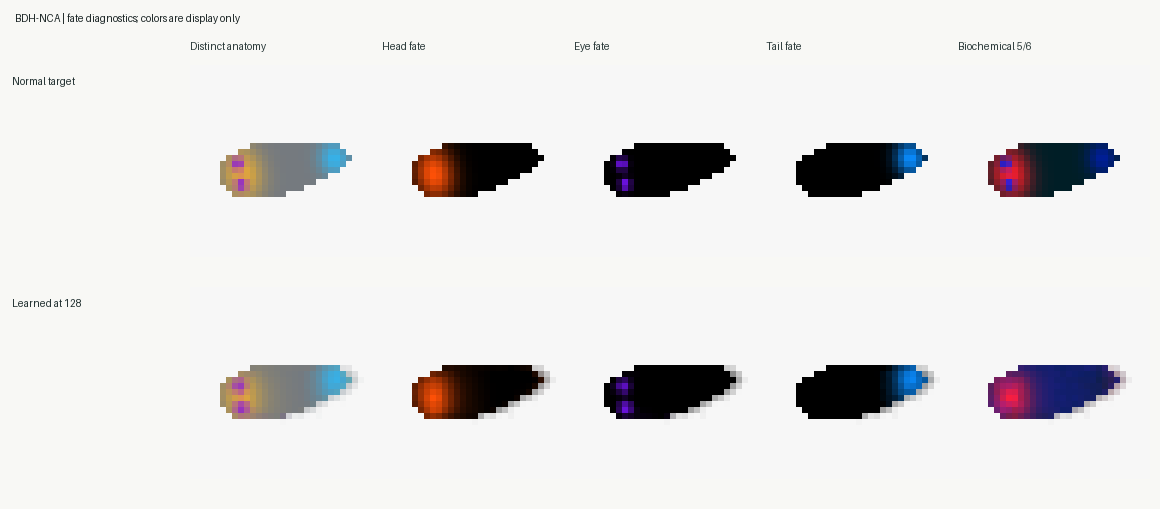 BDH-NCA | fate diagnostics; colors are display only
Distinct anatomy Head fate Eye fate Tail fate Biochemical 5/6
Normal target
Learned at 128